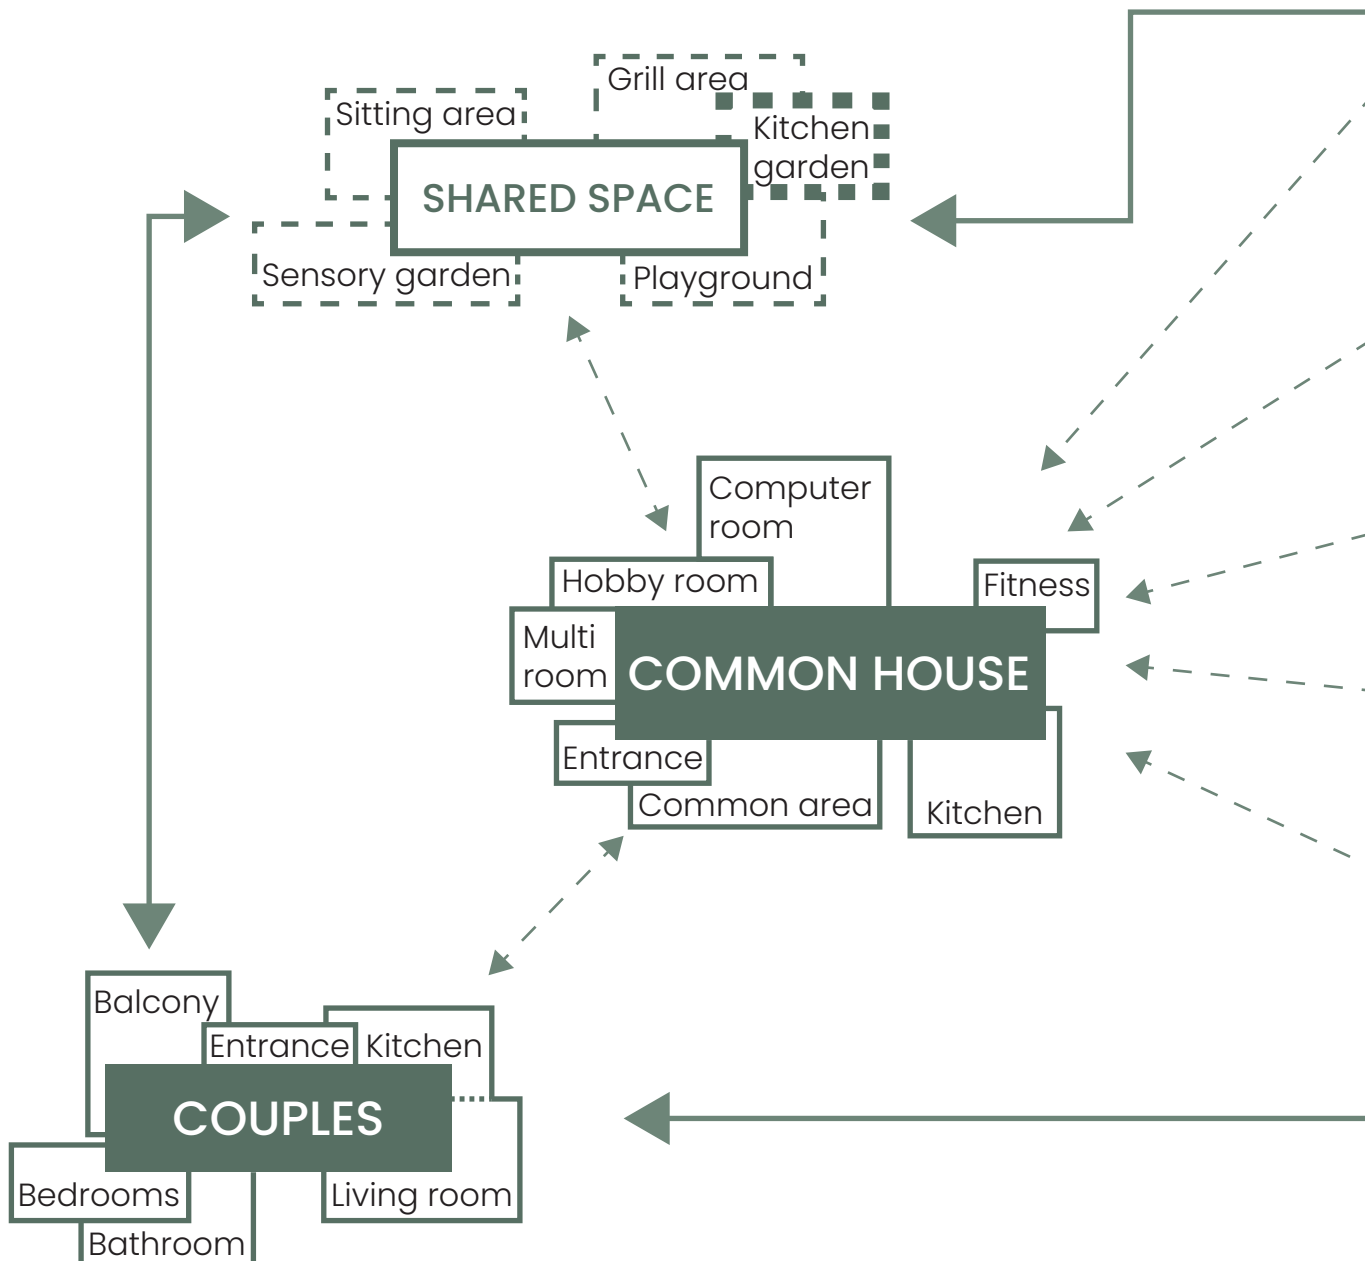 Grill area
Sitting area
Kitchen
garden
SHARED SPACE
Sensory garden
Playground
Computer
room
Hobby room
Fitness
Multi
room
COMMON HOUSE
Entrance
Common area
Kitchen
Balcony
Entrance
Kitchen
COUPLES
Bedrooms
Living room
Bathroom